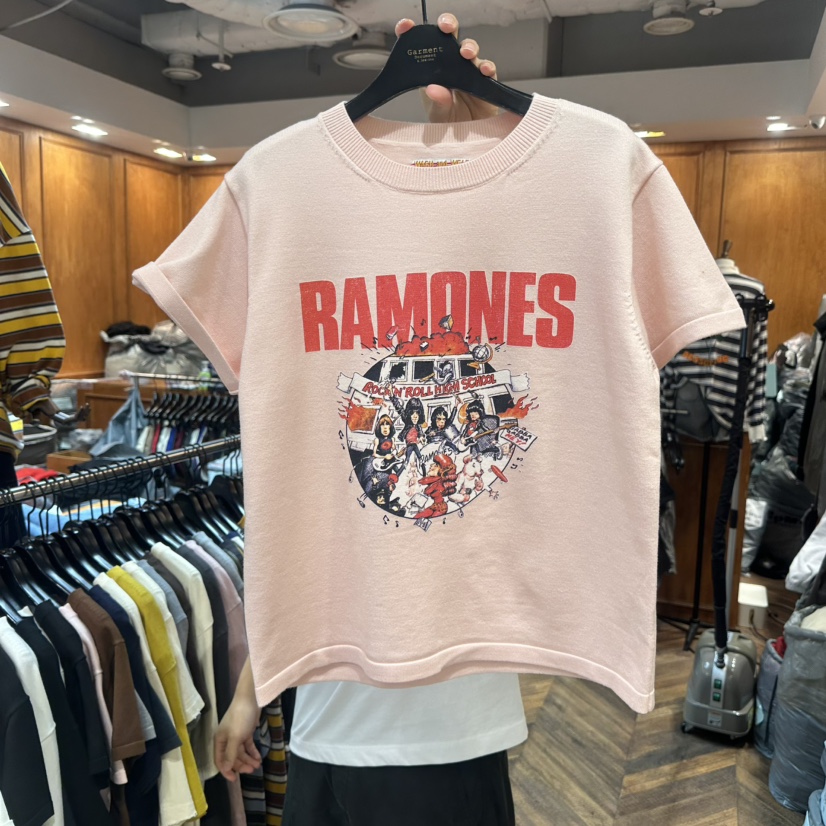 Garment
RAMONES
ROCK 'N' ROLL HIGH SCHOOL